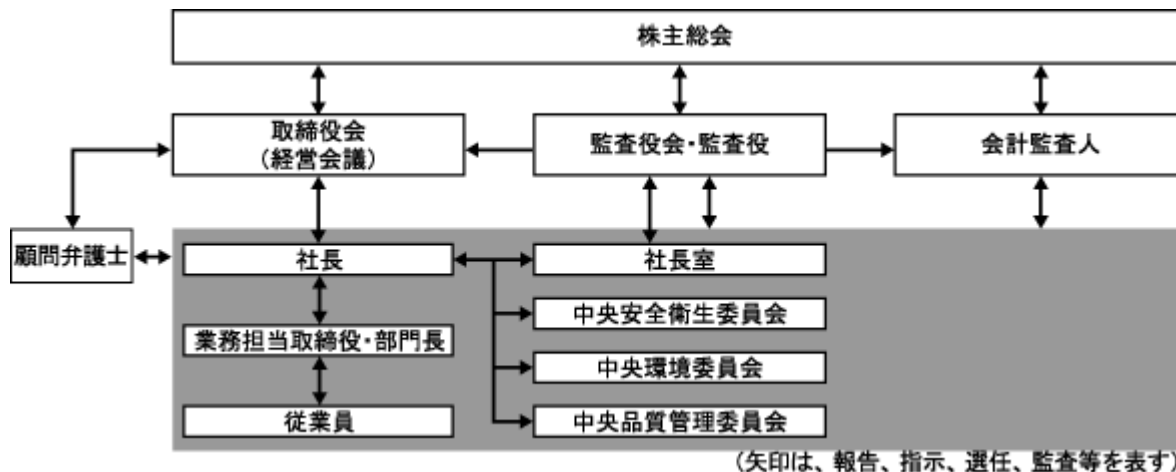 株主総会
取締役会
(経営会議)
監査役会・監査役
会計監査人
顧問弁護士
社長
社長室
中央安全衛生委員会
業務担当取締役・部門長
中央環境委員会
従業員
中央品質管理委員会
(矢印は、報告、指示、選任、監査等を表す)